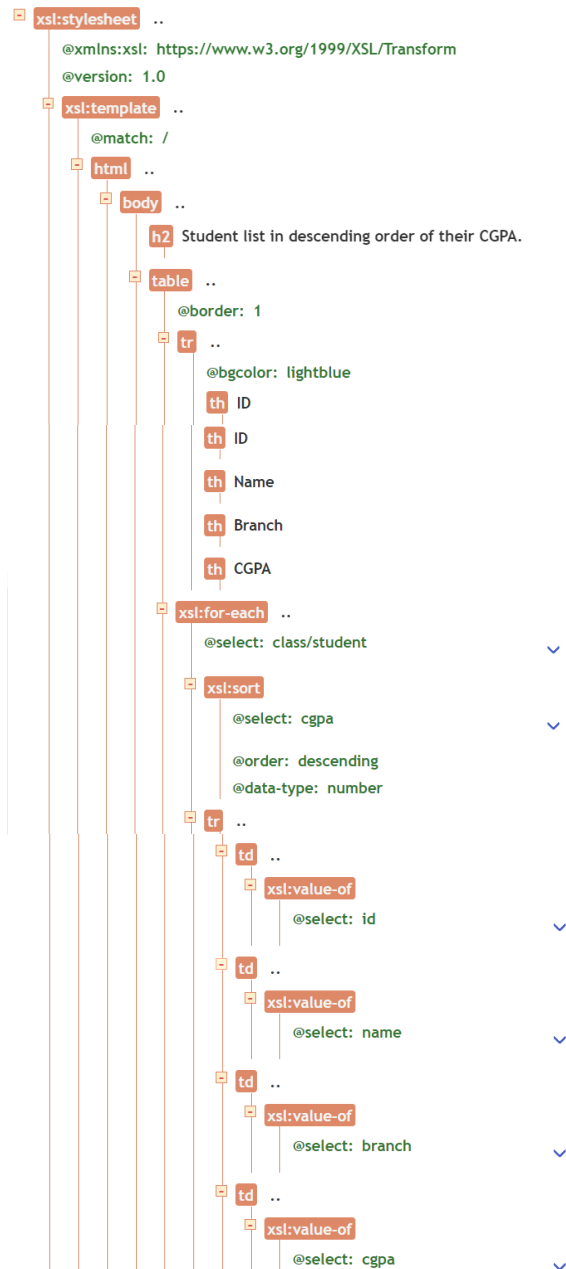 xsl:stylesheet ..
@xmlns:xsl: https://www.w3.org/1999/XSL/Transform
@version: 1.0
xsl:template ..
@match: /
html ..
body ..
h2 Student list in descending order of their CGPA.
table ..
@border: 1
tr ..
@bgcolor: lightblue
th ID
th ID
th Name
th Branch
th CGPA
xsl:for-each ..
@select: class/student
xsl:sort
@select: cgpa
@order: descending
@data-type: number
tr ..
td ..
xsl:value-of
@select: id
td ..
xsl:value-of
@select: name
td ..
xsl:value-of
@select: branch
td ..
xsl:value-of
@select: cgpa